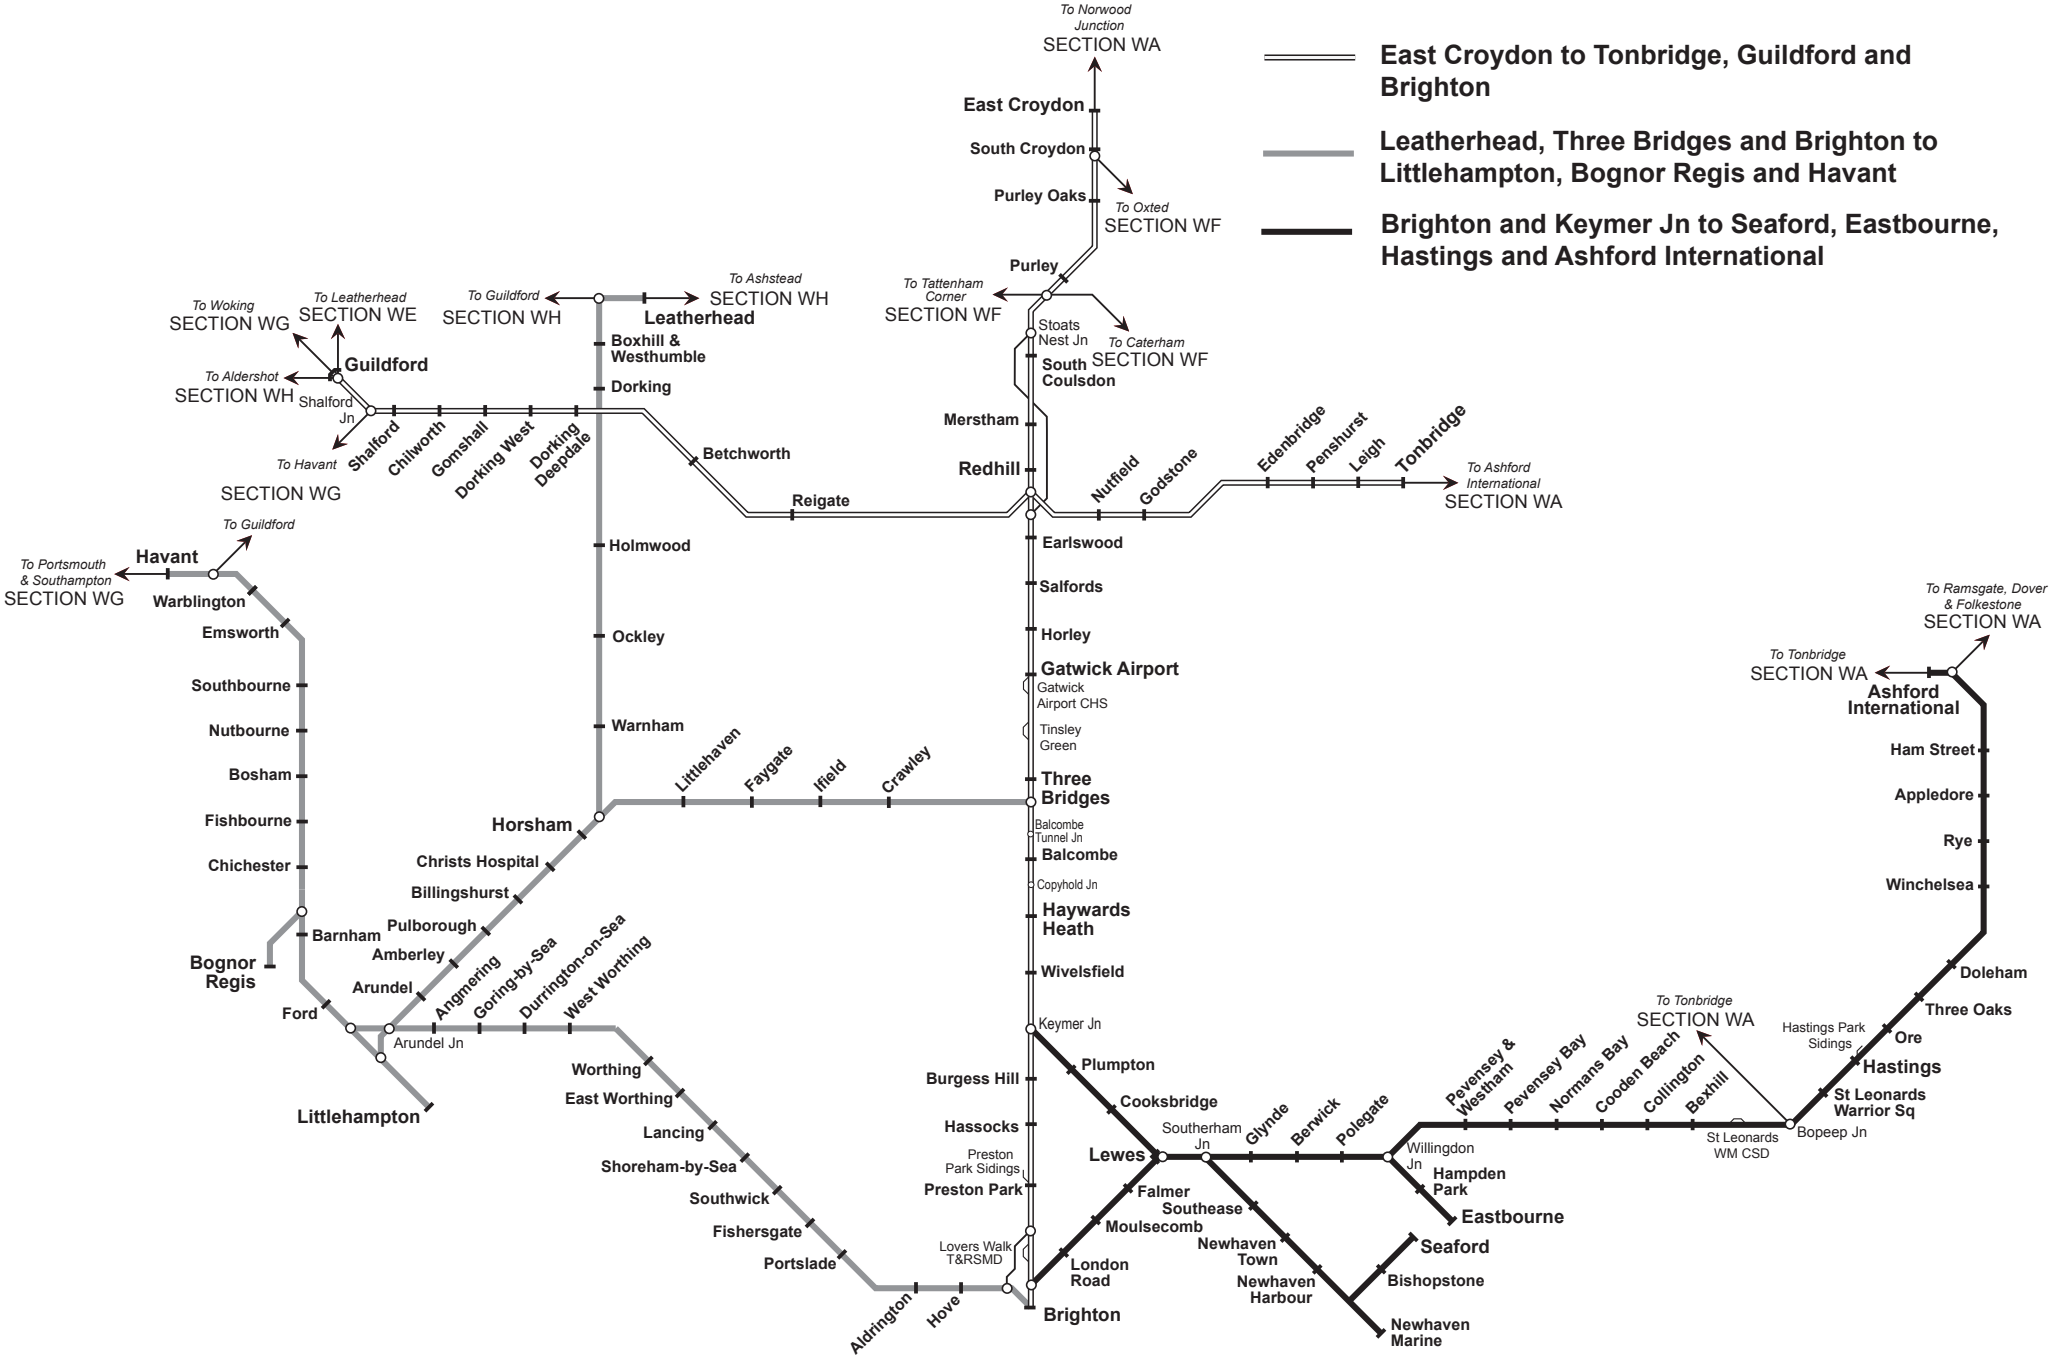 To Norwood
Junction
SECTION WA
East Croydon to Tonbridge, Guildford and
Brighton
Leatherhead, Three Bridges and Brighton to
Littlehampton, Bognor Regis and Havant
Brighton and Keymer Jn to Seaford, Eastbourne,
Hastings and Ashford International
East Croydon
South Croydon
Purley Oaks
To Oxted
SECTION WF
Purley
To Tattenham
Corner
SECTION WF
Stoats
Nest Jn
To Caterham
SECTION WF
South
Coulsdon
Merstham
Redhill
To Woking
SECTION WG
To Leatherhead
SECTION WE
Guildford
To Aldershot
SECTION WH
Shalford
Jn
To Havant
SECTION WG
To Guildford
SECTION WH
To Ashstead
SECTION WH
Leatherhead
Boxhill &
Westhumble
Dorking
Shalford
Chilworth
Gomshall
Dorking West
Dorking
Deepdale
Betchworth
Reigate
Nutfield
Godstone
Edenbridge
Penshurst
Leigh
Tonbridge
To Ashford
International
SECTION WA
To Guildford
Havant
To Portsmouth
& Southampton
SECTION WG
Warblington
Emsworth
Southbourne
Nutbourne
Bosham
Fishbourne
Chichester
Barnham
Bognor
Regis
Ford
Holmwood
Ockley
Warnham
Littlehaven
Faygate
Ifield
Crawley
Horsham
Christs Hospital
Billingshurst
Pulborough
Amberley
Arundel
Angmering
Goring-by-Sea
Durrington-on-Sea
West Worthing
Arundel Jn
Littlehampton
Worthing
East Worthing
Lancing
Shoreham-by-Sea
Southwick
Fishersgate
Portslade
Aldrington
Hove
Earlswood
Salfords
Horley
Gatwick Airport
Gatwick
Airport CHS
Tinsley
Green
Three
Bridges
Balcombe
Tunnel Jn
Balcombe
Copyhold Jn
Haywards
Heath
Wivelsfield
Keymer Jn
Burgess Hill
Hassocks
Preston
Park Sidings
Preston Park
Lovers Walk
T&RSMD
Brighton
Plumpton
Cooksbridge
Lewes
Falmer
Moulsecomb
London
Road
Southerham
Jn
Glynde
Berwick
Polegate
Southease
Newhaven
Town
Newhaven
Harbour
Newhaven
Marine
Bishopstone
Seaford
Willingdon
Jn
Hampden
Park
Eastbourne
Pevensey &
Westham
Pevensey Bay
Normans Bay
Cooden Beach
Collington
Bexhill
To Tonbridge
SECTION WA
St Leonards
WM CSD
Bopeep Jn
St Leonards
Warrior Sq
Hastings
Hastings Park
Sidings
Ore
Three Oaks
Doleham
Winchelsea
Rye
Appledore
Ham Street
Ashford
International
To Tonbridge
SECTION WA
To Ramsgate, Dover
& Folkestone
SECTION WA